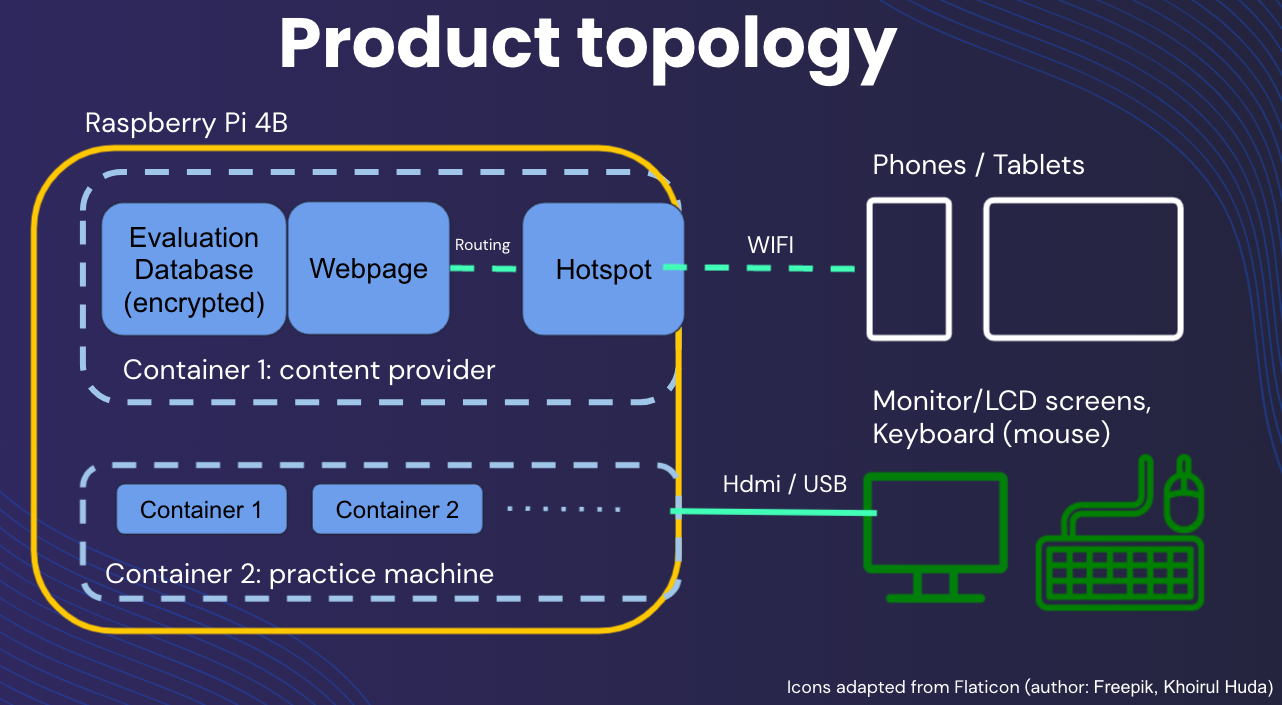 Product topology
Raspberry Pi 4B
Evaluation
Database
(encrypted)
Webpage
Routing
Hotspot
Container 1: content provider
WIFI
Phones / Tablets
Monitor/LCD screens,
Keyboard (mouse)
Hdmi / USB
Container 1
Container 2
Container 2: practice machine
Icons adapted from Flaticon (author: Freepik, Khoirul Huda)